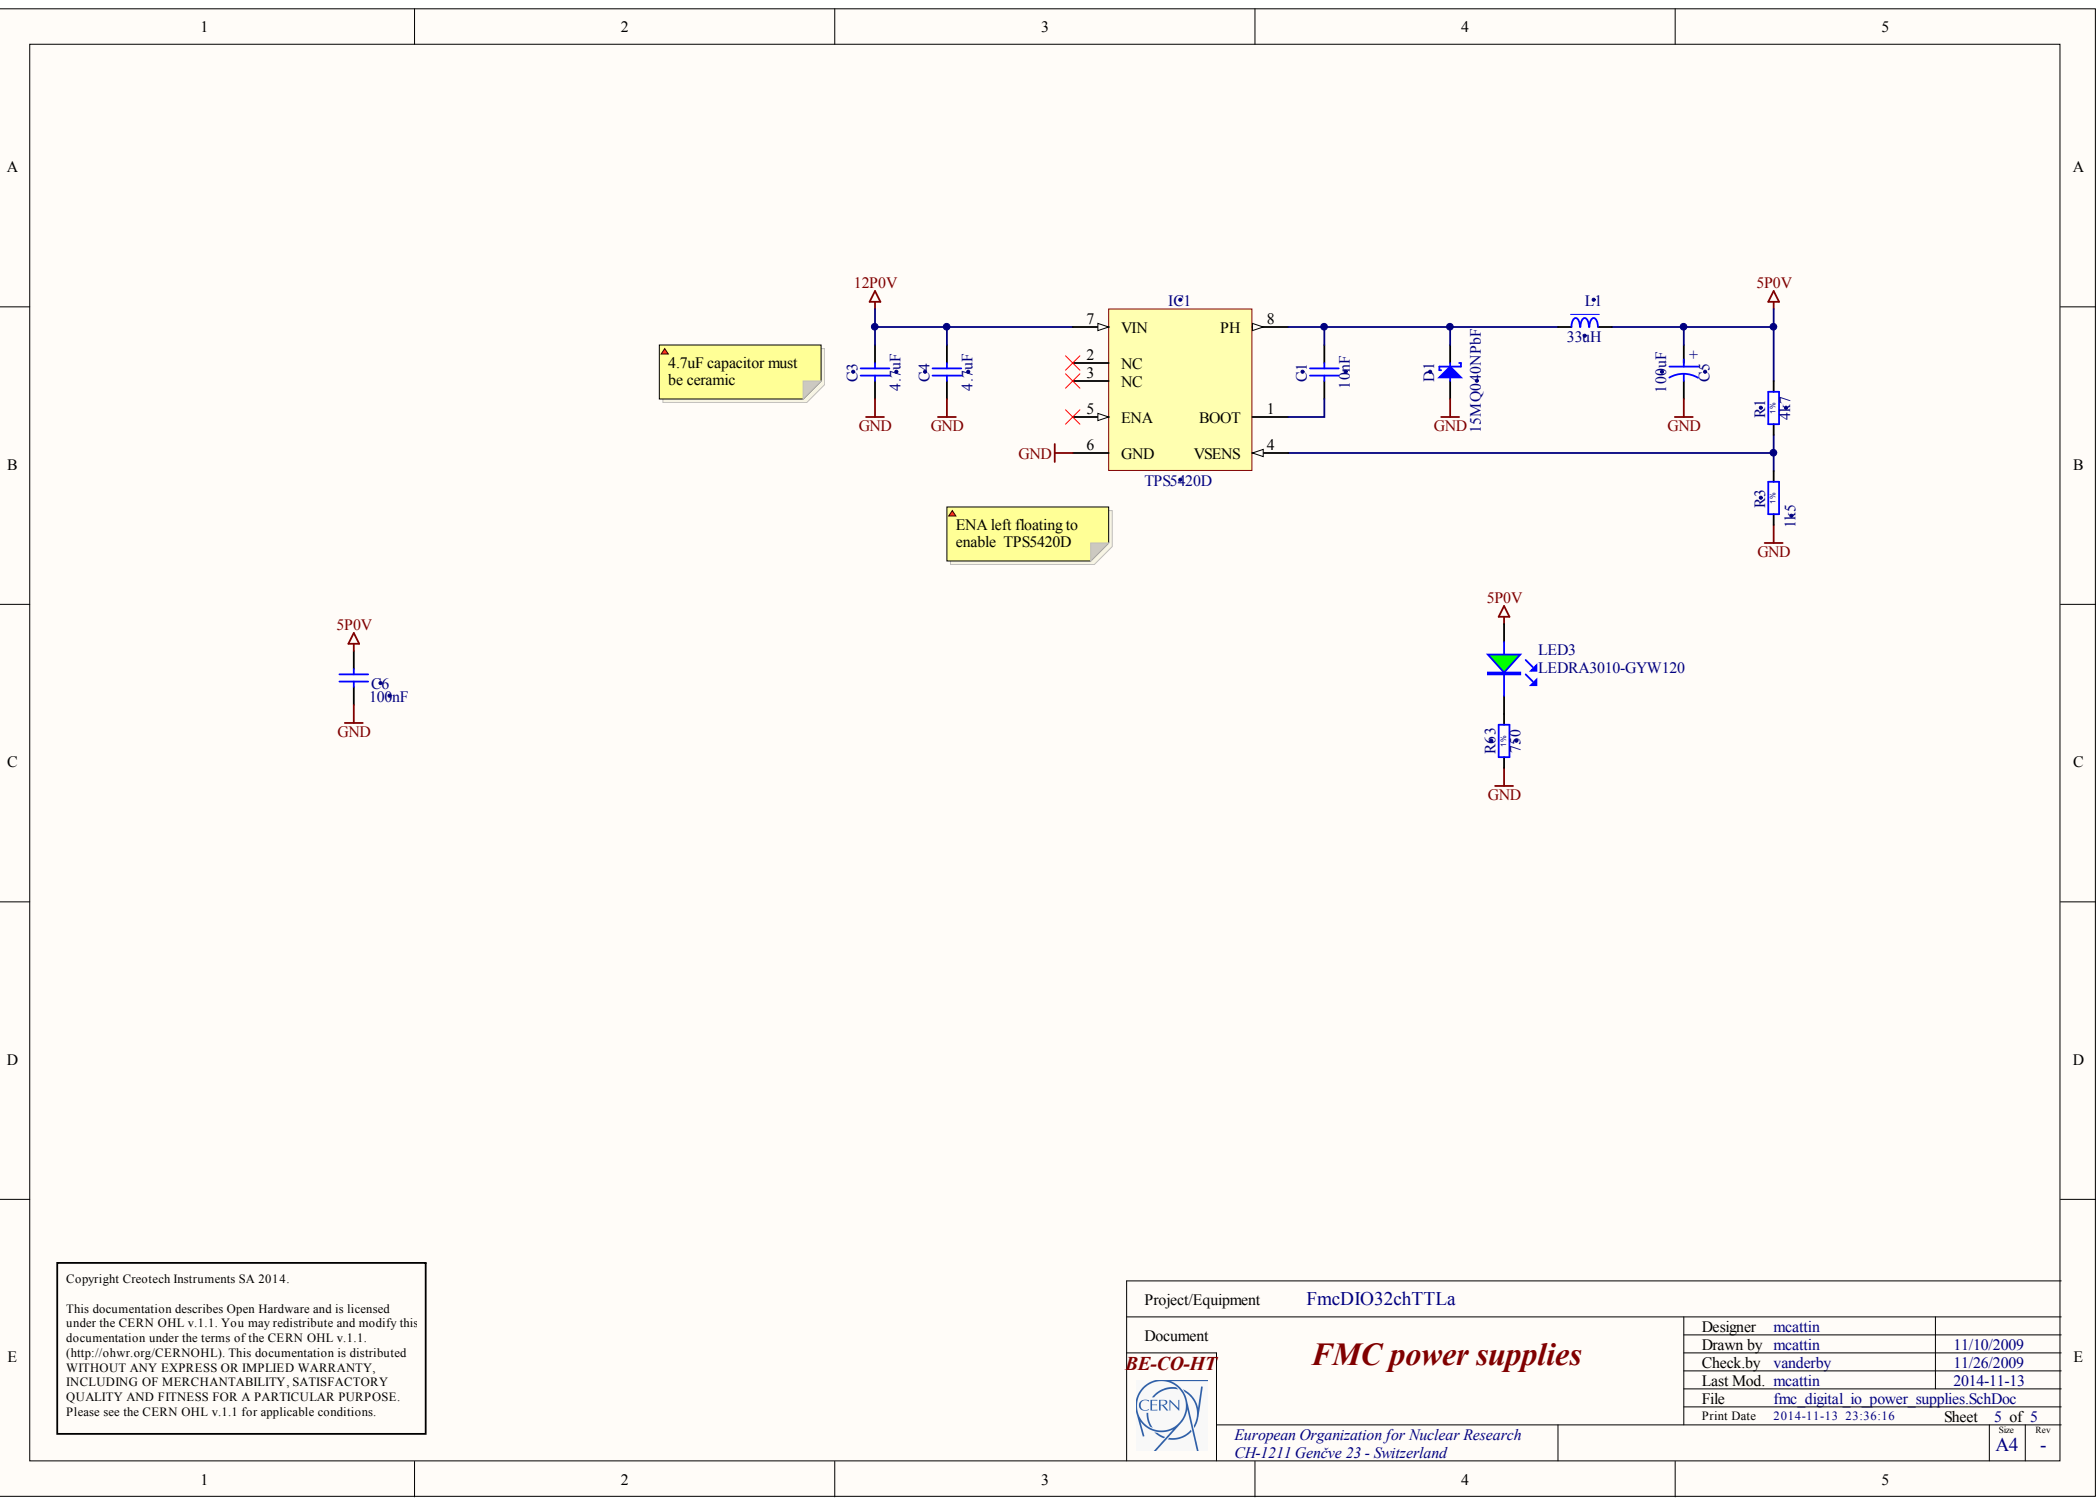 1 2 3 4 5
A A
12P0V
5P0V
IC1
L1
33uH
7 VIN PH 8
2 NC
3 NC
5 ENA BOOT 1
GND 6 GND VSENS 4
TPS5420D
4.7uF capacitor must
be ceramic
C3 4.7uF
GND
C4 4.7uF
GND
C1 10nF
D1 15MQ040NPbF
GND
100uF + C5
GND
R1 1% 4k7
R3 1% 1k5
GND
B B
ENA left floating to
enable TPS5420D
5P0V
C6
100nF
GND
5P0V
LED3
LEDRA3010-GYW120
R63 1% 750
GND
C C
D D
E E
Copyright Creotech Instruments SA 2014.
This documentation describes Open Hardware and is licensed
under the CERN OHL v.1.1. You may redistribute and modify this
documentation under the terms of the CERN OHL v.1.1.
(http://ohwr.org/CERNOHL). This documentation is distributed
WITHOUT ANY EXPRESS OR IMPLIED WARRANTY,
INCLUDING OF MERCHANTABILITY, SATISFACTORY
QUALITY AND FITNESS FOR A PARTICULAR PURPOSE.
Please see the CERN OHL v.1.1 for applicable conditions.
Project/Equipment FmcDIO32chTTLa
Document
BE-CO-HT
CERN
FMC power supplies
Designer mcattin
Drawn by mcattin 11/10/2009
Check.by vanderby 11/26/2009
Last Mod. mcattin 2014-11-13
File fmc_digital_io_power_supplies.SchDoc
Print Date 2014-11-13 23:36:16 Sheet 5 of 5
European Organization for Nuclear Research
CH-1211 Genčve 23 - Switzerland
Size Rev
A4 -
1 2 3 4 5